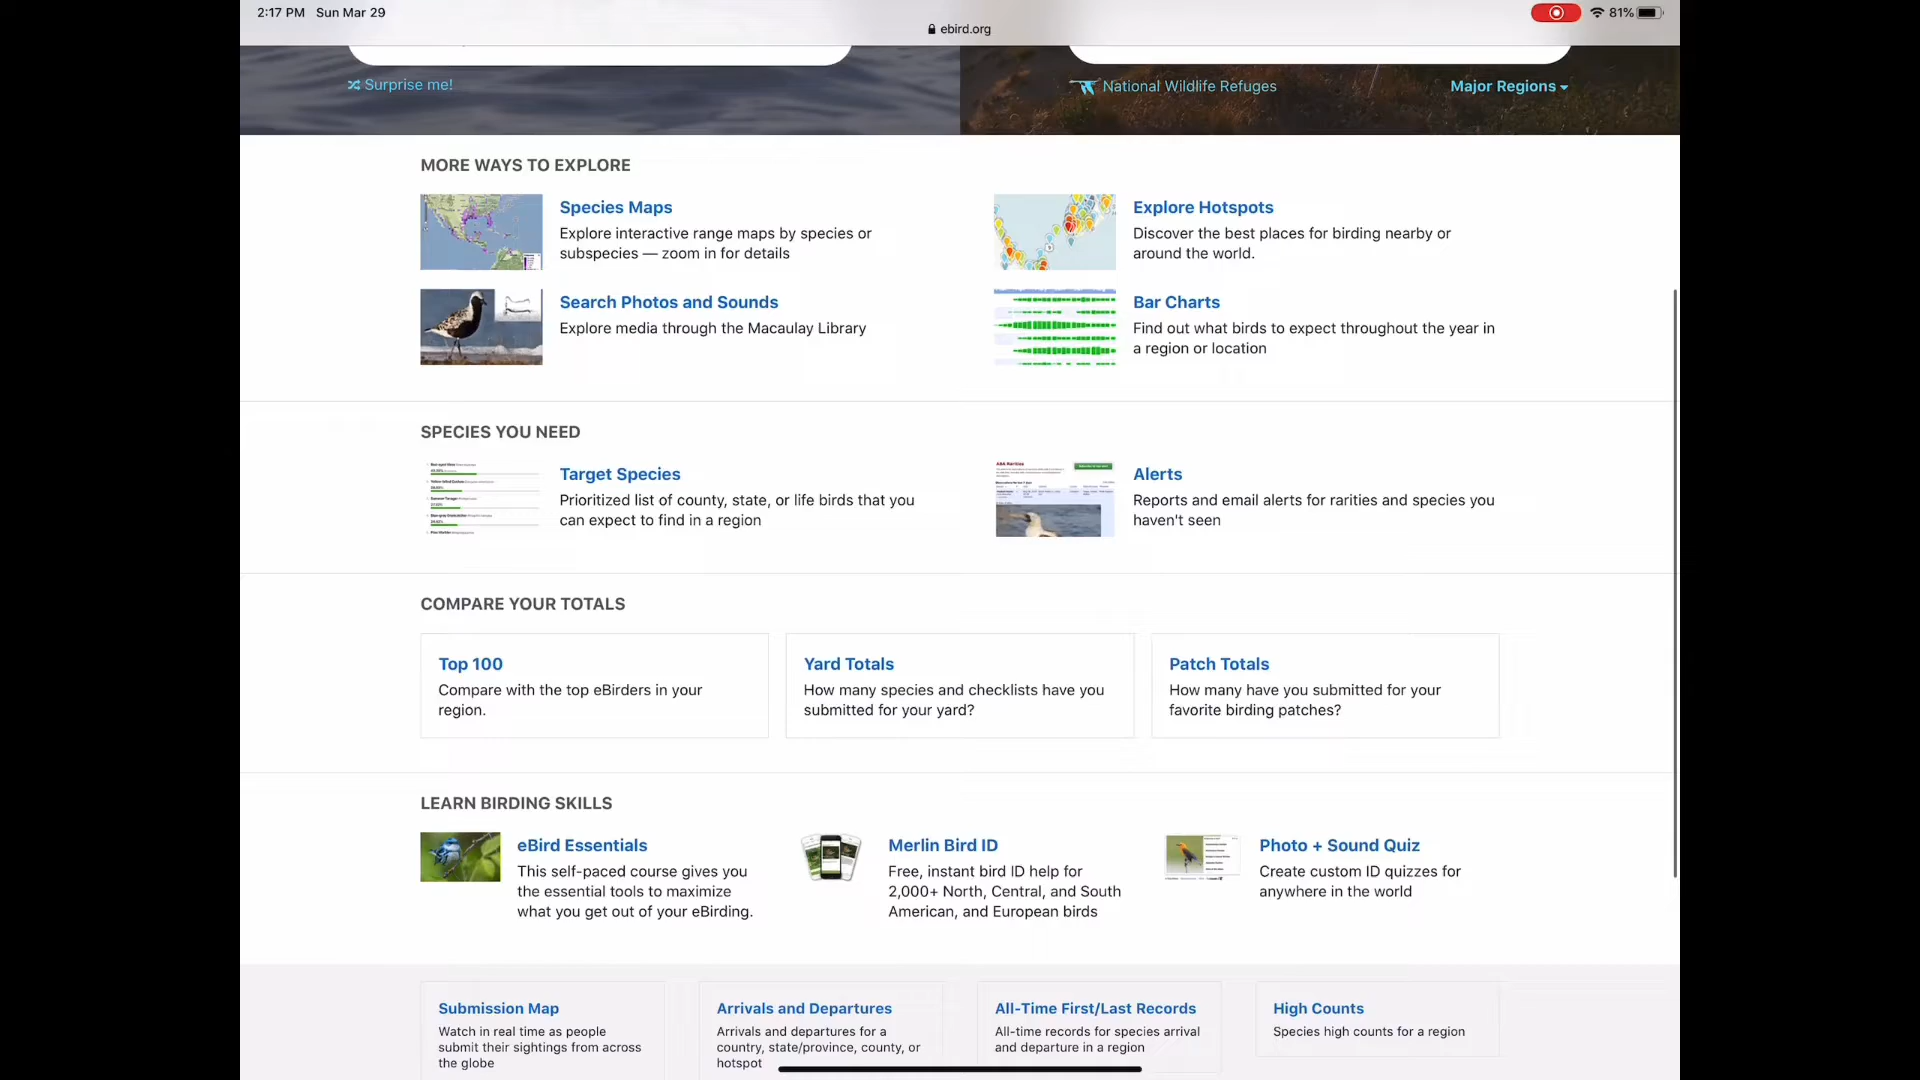 2:17 PM Sun Mar 29
81%
ebird.org
Surprise me!
National Wildlife Refuges
Major Regions
MORE WAYS TO EXPLORE
Species Maps
Explore interactive range maps by species or
subspecies — zoom in for details
Explore Hotspots
Discover the best places for birding nearby or
around the world.
Search Photos and Sounds
Explore media through the Macaulay Library
Bar Charts
Find out what birds to expect throughout the year in
a region or location
SPECIES YOU NEED
Target Species
Prioritized list of county, state, or life birds that you
can expect to find in a region
Alerts
Reports and email alerts for rarities and species you
haven't seen
COMPARE YOUR TOTALS
Top 100
Compare with the top eBirders in your
region.
Yard Totals
How many species and checklists have you
submitted for your yard?
Patch Totals
How many have you submitted for your
favorite birding patches?
LEARN BIRDING SKILLS
eBird Essentials
This self-paced course gives you
the essential tools to maximize
what you get out of your eBirding.
Merlin Bird ID
Free, instant bird ID help for
2,000+ North, Central, and South
American, and European birds
Photo + Sound Quiz
Create custom ID quizzes for
anywhere in the world
Submission Map
Watch in real time as people
submit their sightings from across
the globe
Arrivals and Departures
Arrivals and departures for a
country, state/province, county, or
hotspot
All-Time First/Last Records
All-time records for species arrival
and departure in a region
High Counts
Species high counts for a region